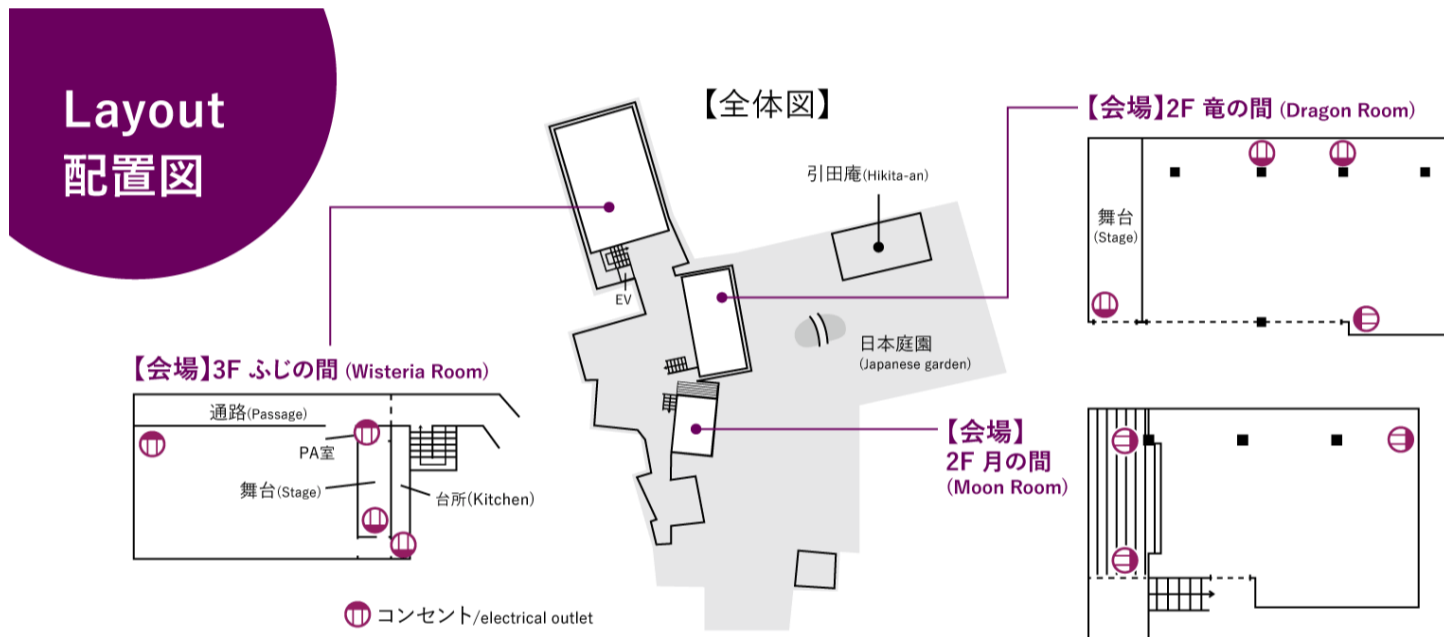 Layout
配置図
【全体図】
【会場】2F 竜の間 (Dragon Room)
引田庵(Hikita-an)
舞台
(Stage)
EV
日本庭園
(Japanese garden)
【会場】3F ふじの間 (Wisteria Room)
通路(Passage)
PA室
舞台(Stage)
台所(Kitchen)
【会場】
2F 月の間
(Moon Room)
コンセント/electrical outlet